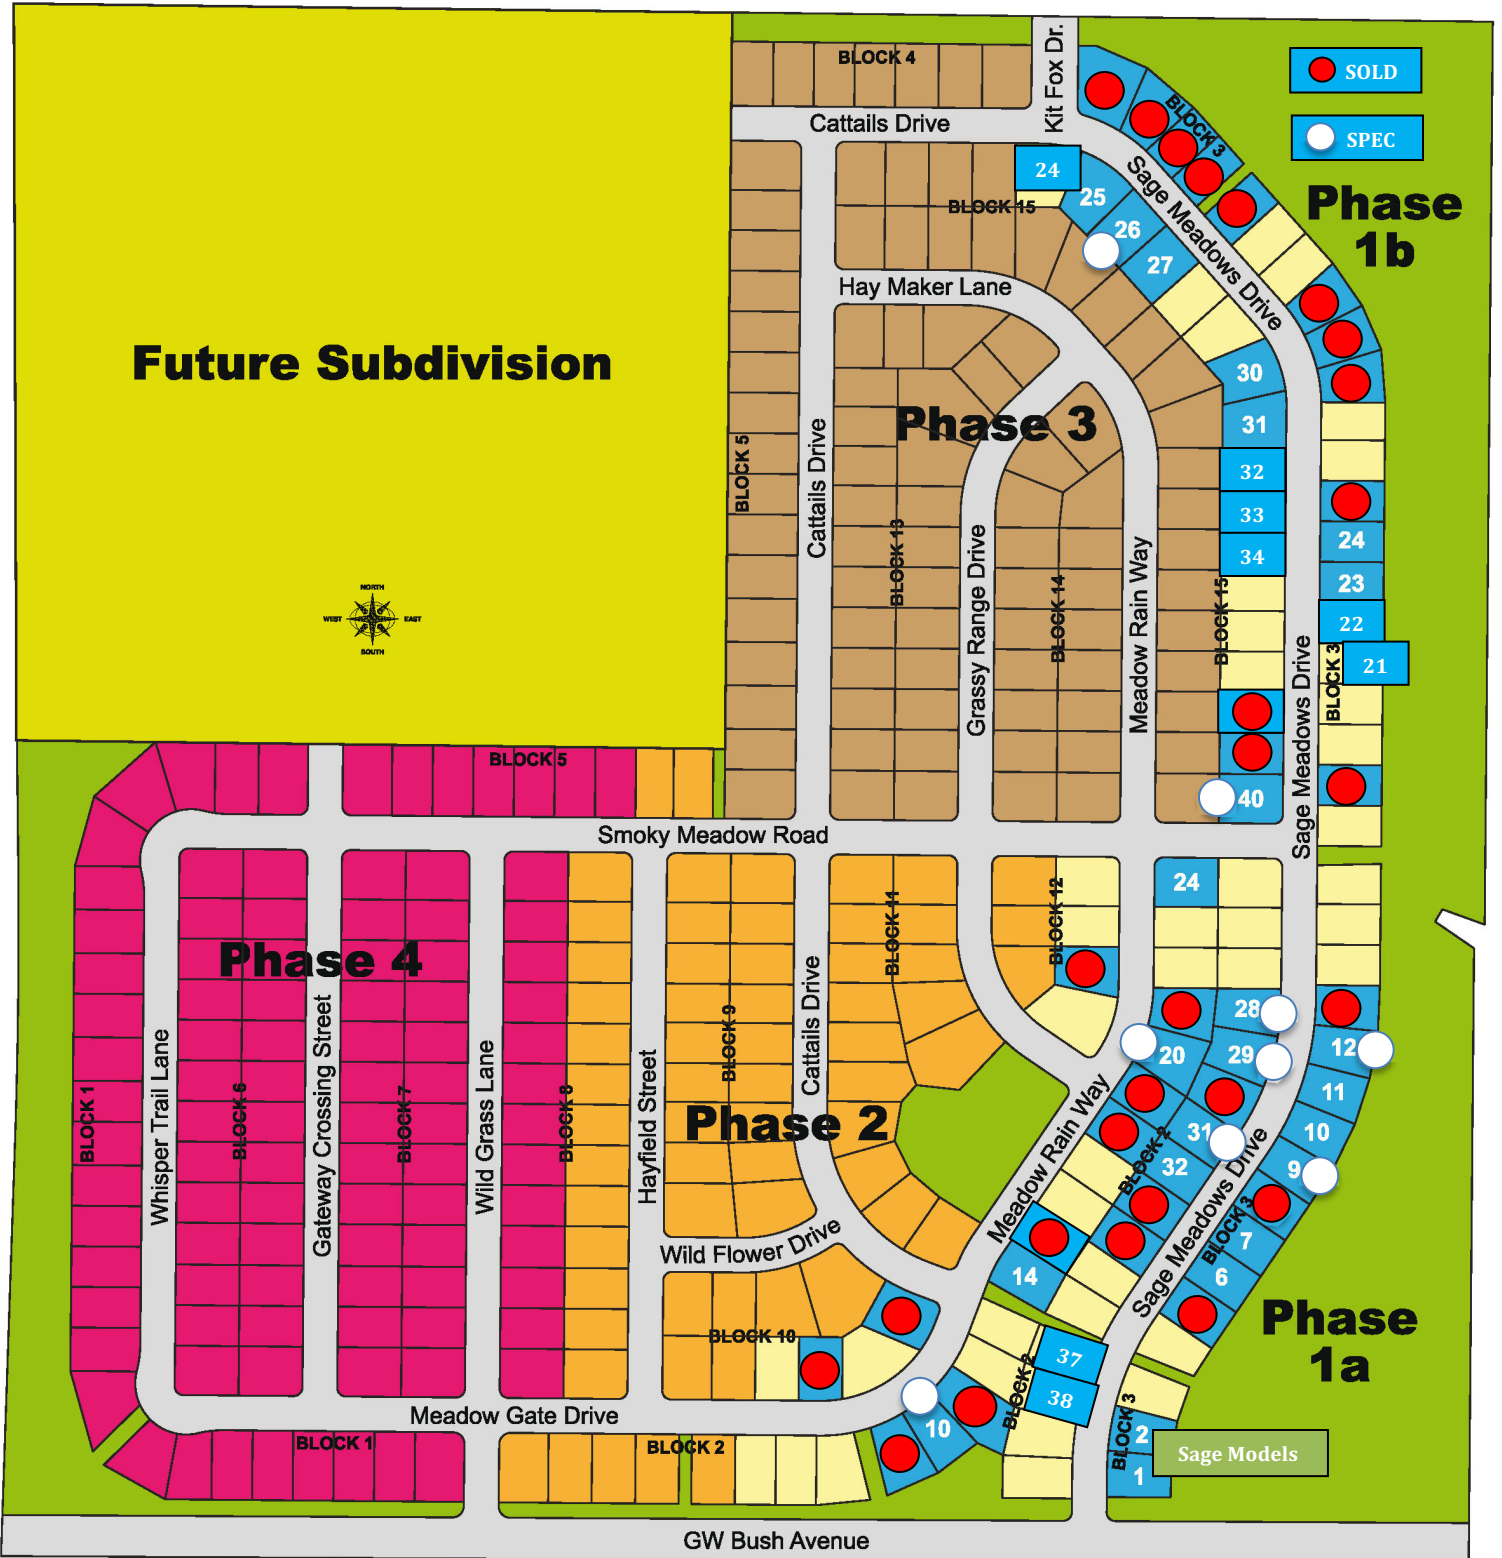 BLOCK 4
Kit Fox Dr.
SOLD
Cattails Drive
BLOCK 3
SPEC
24
Sage Meadows Drive
25
BLOCK 15
26
27
Phase
1b
Hay Maker Lane
Future Subdivision
30
31
Phase 3
Cattails Drive
BLOCK 5
32
33
34
24
23
22
21
BLOCK 13
Grassy Range Drive
BLOCK 14
Meadow Rain Way
BLOCK 15
Sage Meadows Drive
BLOCK 3
NORTH
WEST
EAST
SOUTH
BLOCK 5
40
Smoky Meadow Road
24
BLOCK 11
BLOCK 12
Phase 4
Cattails Drive
28
12
20
29
11
BLOCK 9
Whisper Trail Lane
Gateway Crossing Street
Wild Grass Lane
Hayfield Street
BLOCK 1
BLOCK 6
BLOCK 7
BLOCK 8
Phase 2
Meadow Rain Way
31
10
BLOCK 2
32
9
Sage Meadows Drive
BLOCK 3
7
6
14
Wild Flower Drive
Phase
1a
BLOCK 10
37
38
BLOCK 2
BLOCK 3
Meadow Gate Drive
10
2
1
Sage Models
BLOCK 1
BLOCK 2
GW Bush Avenue